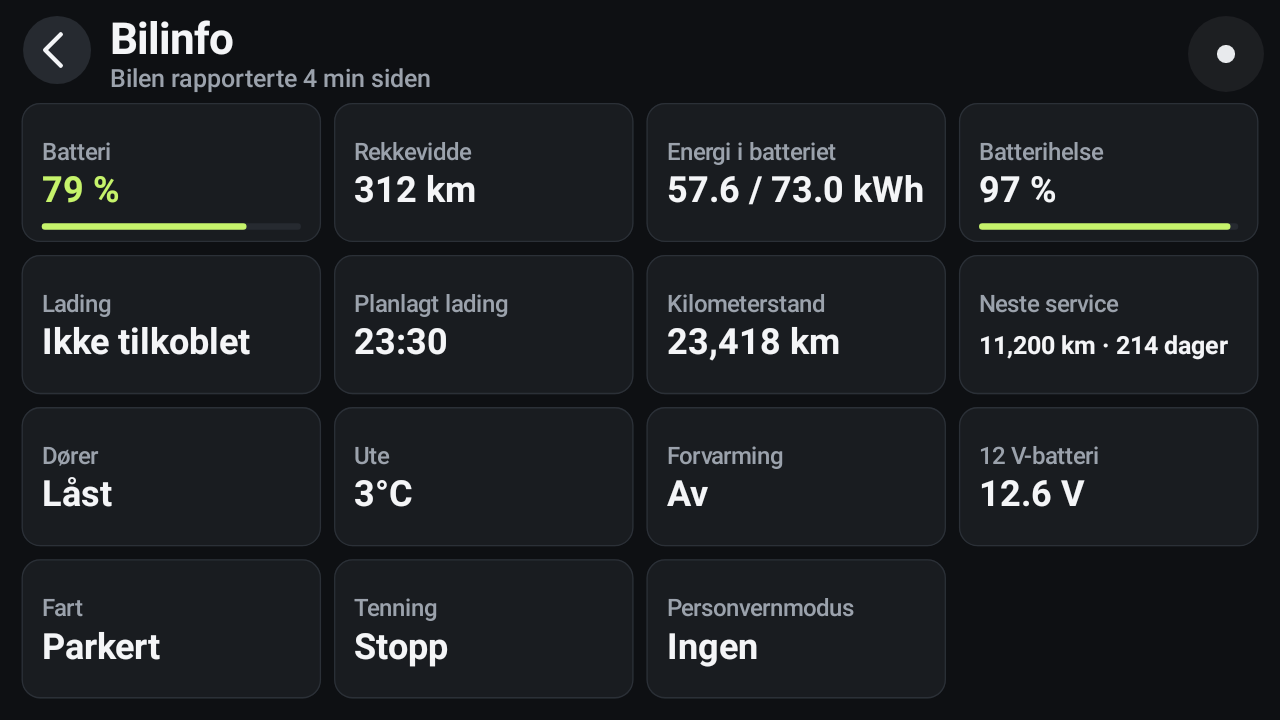 Bilinfo
Bilen rapporterte 4 min siden
Batteri
79 %
Rekkevidde
312 km
Energi i batteriet
57.6 / 73.0 kWh
Batterihelse
97 %
Lading
Ikke tilkoblet
Planlagt lading
23:30
Kilometerstand
23,418 km
Neste service
11,200 km · 214 dager
Dører
Låst
Ute
3°C
Forvarming
Av
12 V-batteri
12.6 V
Fart
Parkert
Tenning
Stopp
Personvernmodus
Ingen